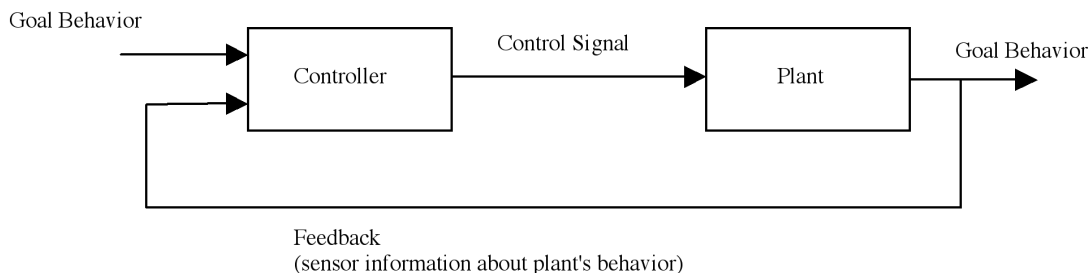 Goal Behavior
Control Signal
Goal Behavior
Controller
Plant
Feedback
(sensor information about plant's behavior)